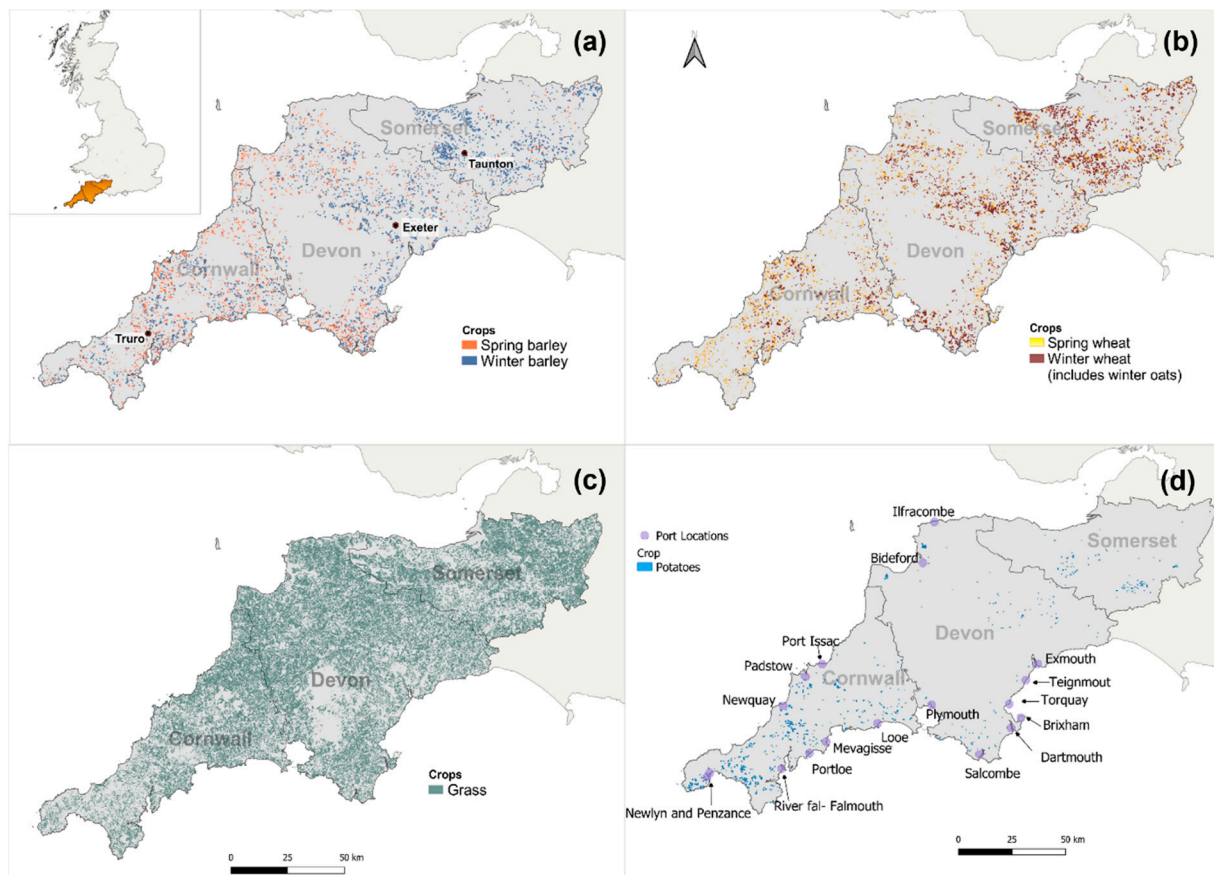 (a)
Somerset
Taunton
Exeter
Devon
Cornwall
Truro
Crops
Spring barley
Winter barley
N
(b)
Somerset
Devon
Cornwall
Crops
Spring wheat
Winter wheat
(includes winter oats)
(c)
Somerset
Devon
Cornwall
Crops
Grass
0 25 50 km
(d)
Port Locations
Crop
Potatoes
Ilfracombe
Bideford
Somerset
Devon
Port Issac
Padstow
Cornwall
Newquay
Exmouth
Teignmout
Torquay
Plymouth
Brixham
Looe
Dartmouth
Mevagisse
Salcombe
Portloe
River fal- Falmouth
Newlyn and Penzance
0 25 50 km